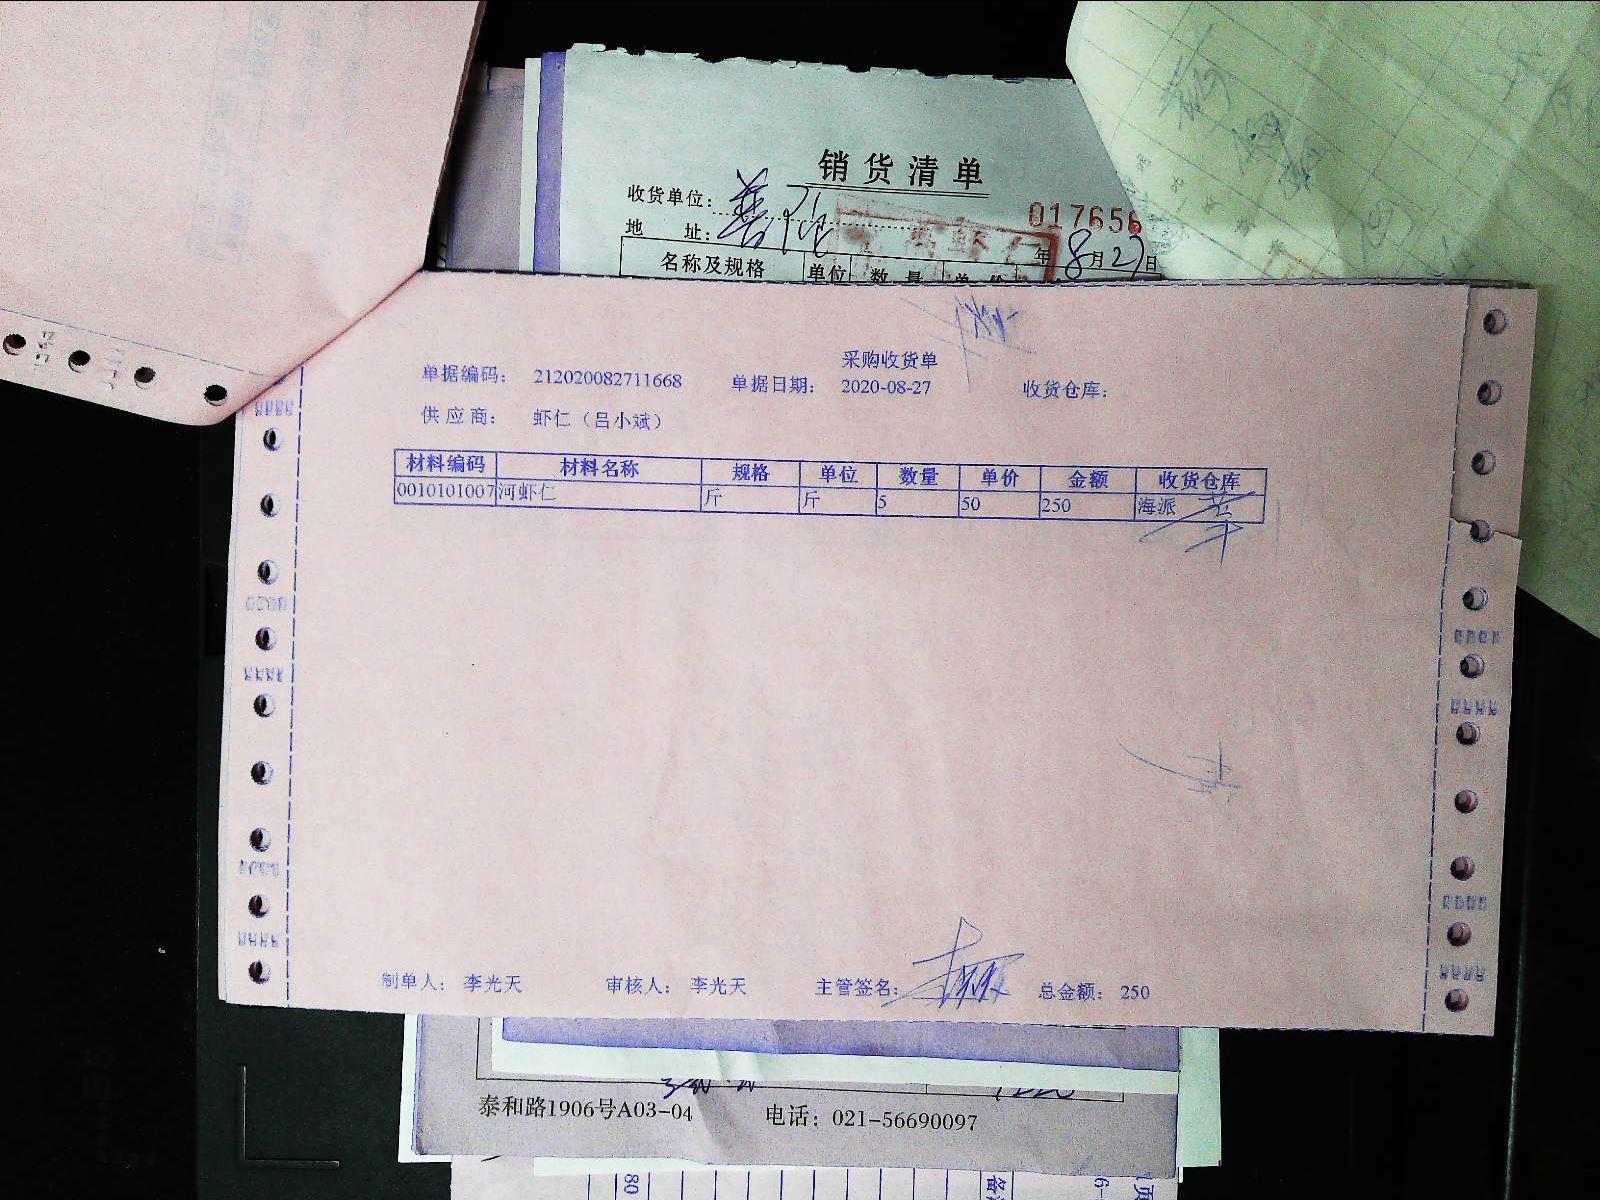 销货清单
收货单位：
017656
地 址：
年8月27日
名称及规格 单位 数量 单价
采购收货单
单据编码： 212020082711668 单据日期： 2020-08-27 收货仓库：
供应商： 虾仁（吕小斌）
材料编码 材料名称 规格 单位 数量 单价 金额 收货仓库
0010101007 河虾仁 斤 斤 5 50 250 海派
制单人： 李光天 审核人： 李光天 主管签名： 总金额： 250
泰和路1906号A03-04 电话：021-56690097